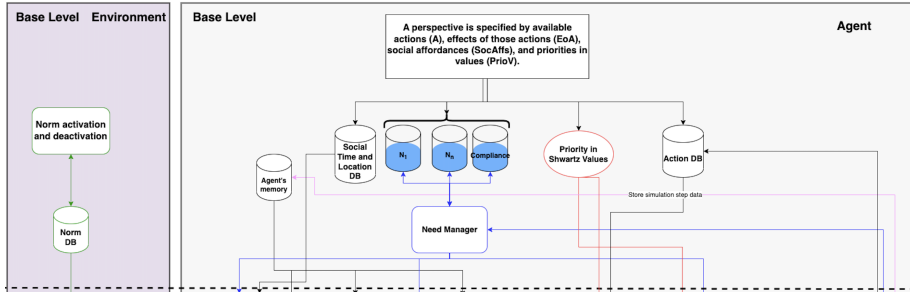 Base Level Environment
Base Level
Agent
A perspective is specified by available
actions (A), effects of those actions (EoA),
social affordances (SocAffs), and priorities in
values (PrioV).
Norm activation
and deactivation
Norm
DB
Social
Time and
Location
DB
N1
Nn
Compliance
Priority in
Shwartz Values
Action DB
Agent's
memory
Store simulation step data
Need Manager